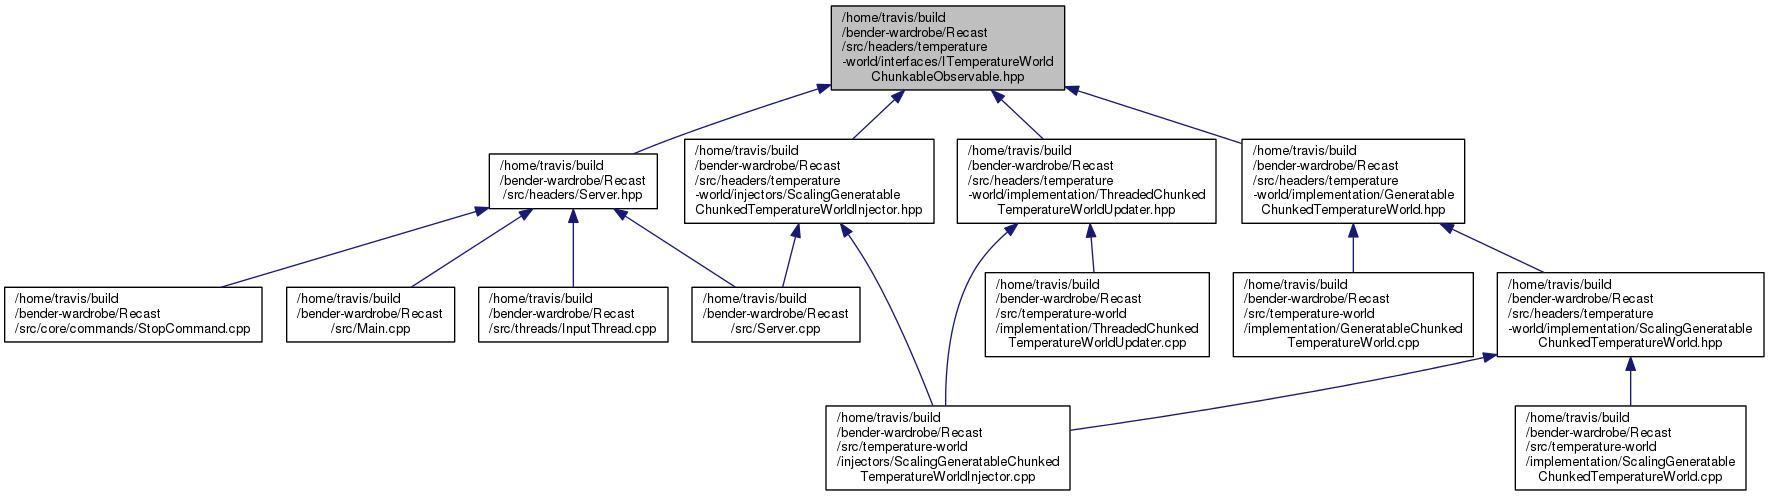 /home/travis/build
/bender-wardrobe/Recast
/src/headers/temperature
-world/interfaces/ITemperatureWorld
ChunkableObservable.hpp
/home/travis/build
/bender-wardrobe/Recast
/src/headers/Server.hpp
/home/travis/build
/bender-wardrobe/Recast
/src/headers/temperature
-world/injectors/ScalingGeneratable
ChunkedTemperatureWorldInjector.hpp
/home/travis/build
/bender-wardrobe/Recast
/src/headers/temperature
-world/implementation/ThreadedChunked
TemperatureWorldUpdater.hpp
/home/travis/build
/bender-wardrobe/Recast
/src/headers/temperature
-world/implementation/Generatable
ChunkedTemperatureWorld.hpp
/home/travis/build
/bender-wardrobe/Recast
/src/core/commands/StopCommand.cpp
/home/travis/build
/bender-wardrobe/Recast
/src/Main.cpp
/home/travis/build
/bender-wardrobe/Recast
/src/threads/InputThread.cpp
/home/travis/build
/bender-wardrobe/Recast
/src/Server.cpp
/home/travis/build
/bender-wardrobe/Recast
/src/temperature-world
/implementation/ThreadedChunked
TemperatureWorldUpdater.cpp
/home/travis/build
/bender-wardrobe/Recast
/src/temperature-world
/implementation/GeneratableChunked
TemperatureWorld.cpp
/home/travis/build
/bender-wardrobe/Recast
/src/headers/temperature
-world/implementation/ScalingGeneratable
ChunkedTemperatureWorld.hpp
/home/travis/build
/bender-wardrobe/Recast
/src/temperature-world
/injectors/ScalingGeneratableChunked
TemperatureWorldInjector.cpp
/home/travis/build
/bender-wardrobe/Recast
/src/temperature-world
/implementation/ScalingGeneratable
ChunkedTemperatureWorld.cpp